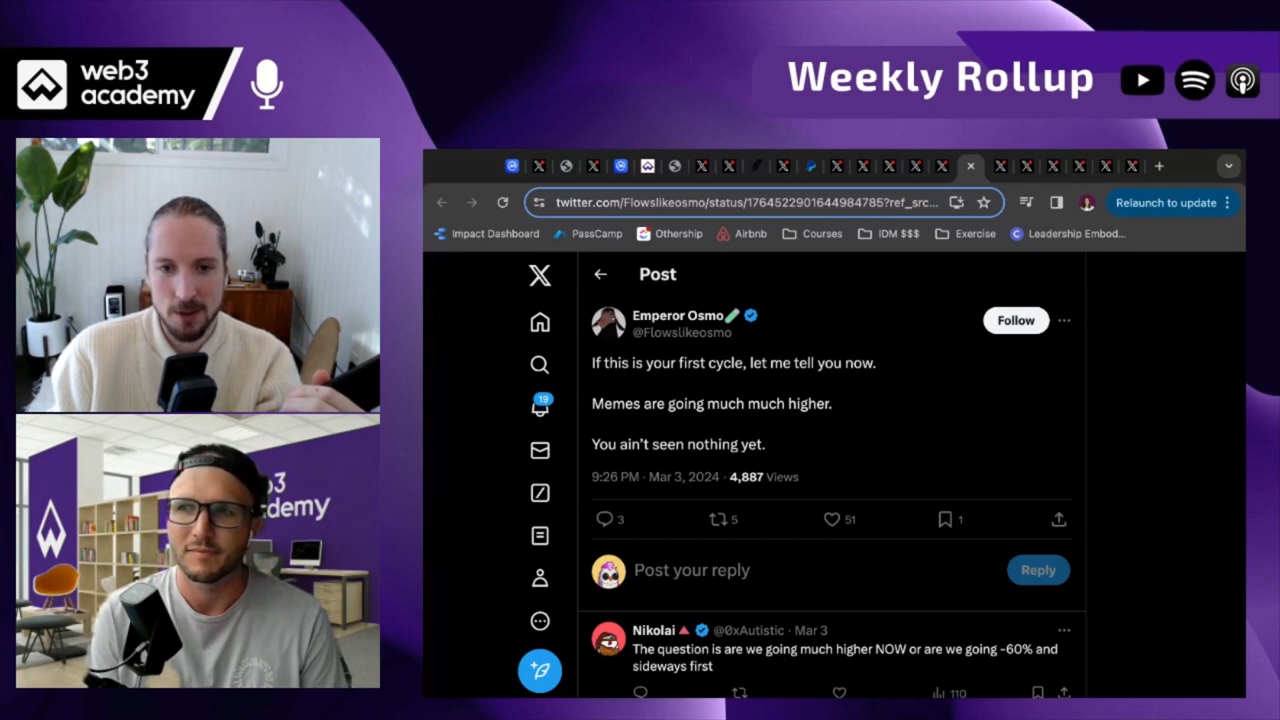 web3
academy
Weekly Rollup
twitter.com/Flowslikeosmo/status/1764522901644984785?ref_src...
Relaunch to update
Impact Dashboard
PassCamp
Othership
Airbnb
Courses
IDM $$$
Exercise
Leadership Embod...
Post
Emperor Osmo
@Flowslikeosmo
Follow
If this is your first cycle, let me tell you now.
Memes are going much much higher.
You ain't seen nothing yet.
9:26 PM · Mar 3, 2024 · 4,887 Views
3
5
51
1
19
Post your reply
Reply
Nikolai
@0xAutistic · Mar 3
The question is are we going much higher NOW or are we going -60% and
sideways first
110
b3
demy